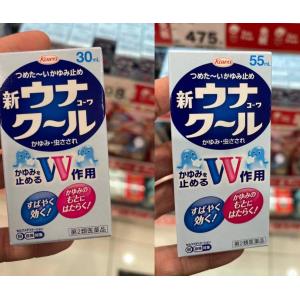 Kowa
30mL
つめた〜いかゆみ止め
新ウナ
コーワ
クール
かゆみ・虫さされ
かゆみを
止める
W作用
すばやく
効く!
かゆみの
もとに
はたらく!
第2類医薬品
475.
Kowa
55mL
つめた〜いかゆみ止め
新ウナ
コーワ
クール
かゆみ・虫さされ
かゆみを
止める
W作用
すばやく
効く!
かゆみの
もとに
はたらく!
第2類医薬品